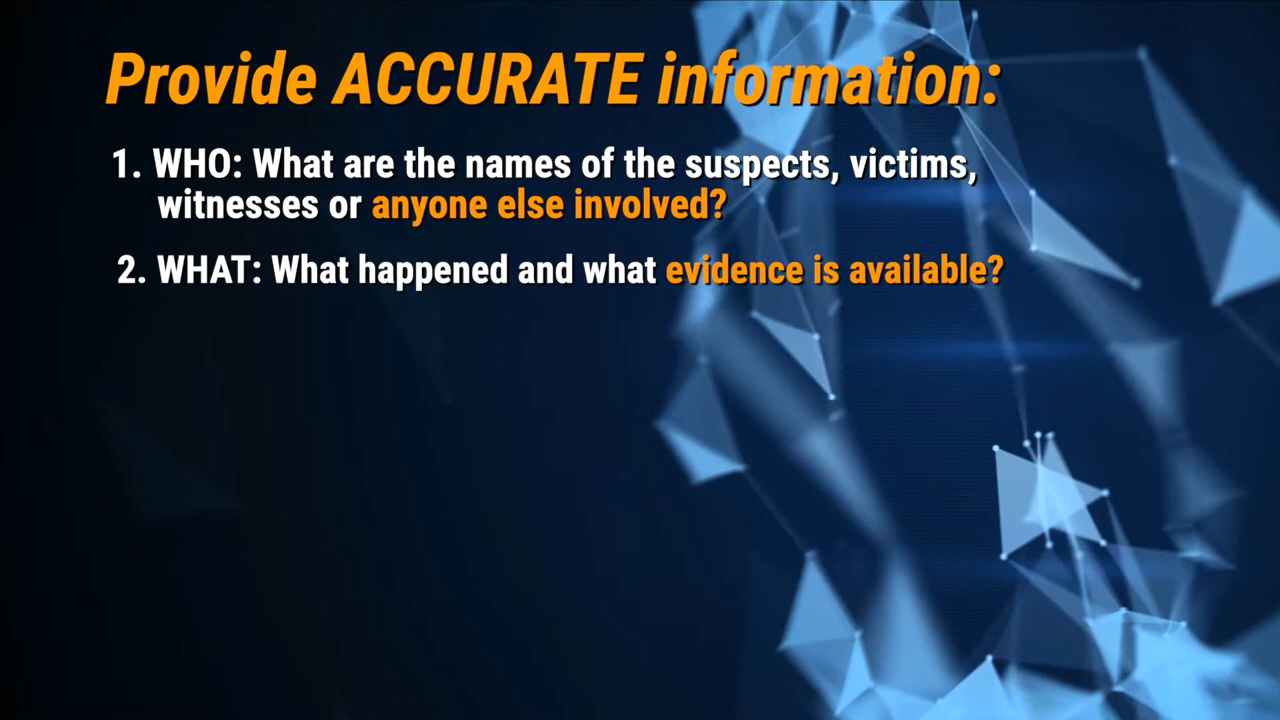 Provide ACCURATE information:
1. WHO: What are the names of the suspects, victims,
witnesses or anyone else involved?
2. WHAT: What happened and what evidence is available?